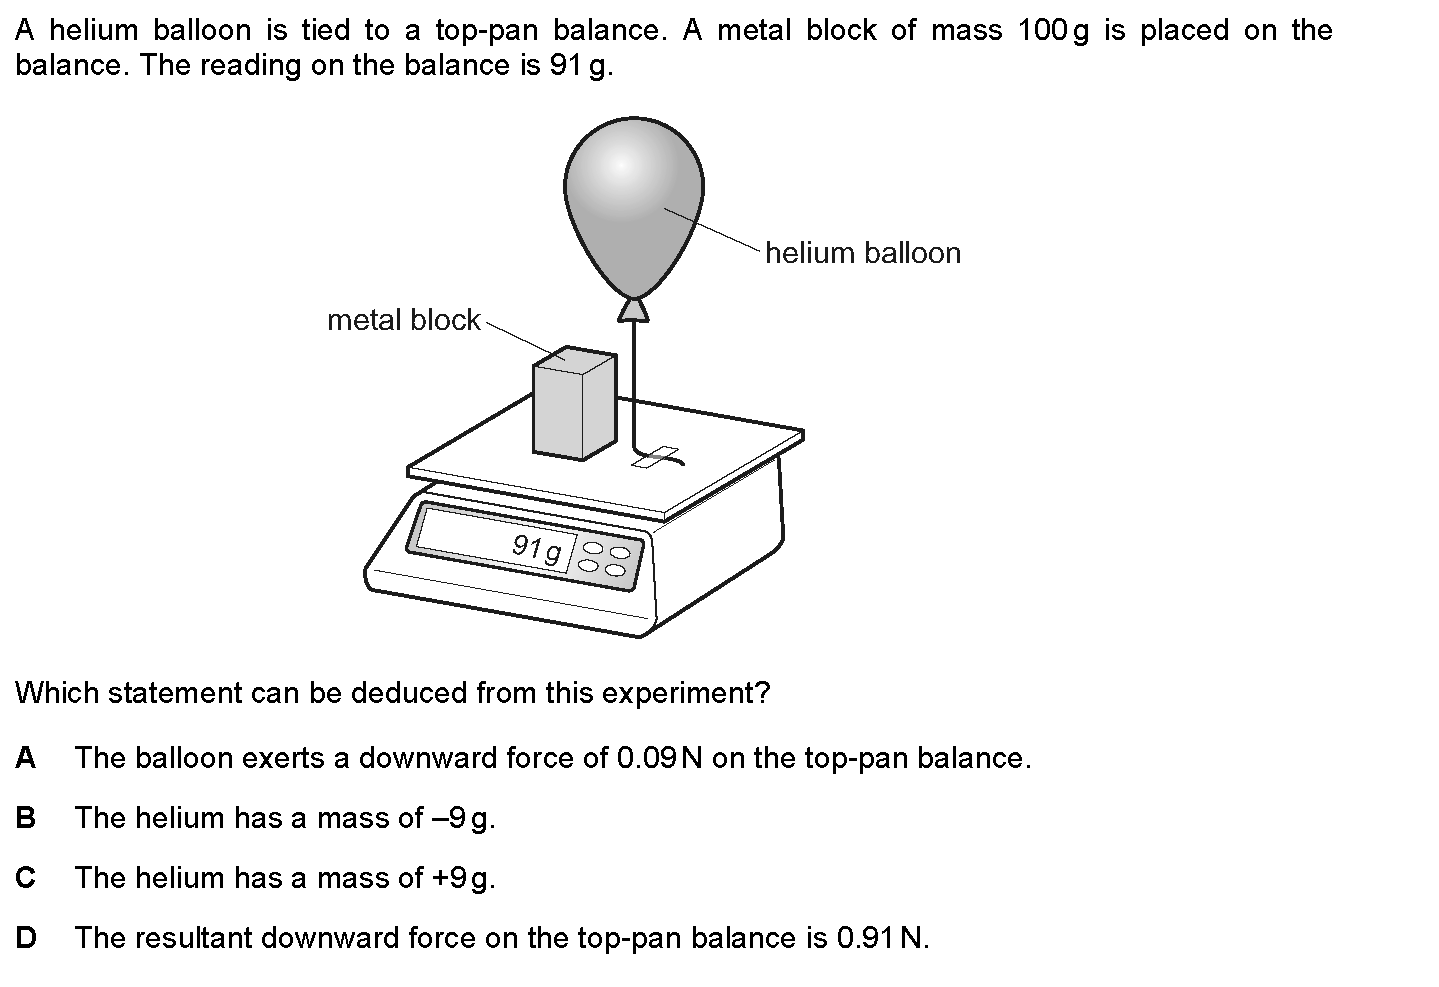 A helium balloon is tied to a top-pan balance. A metal block of mass 100 g is placed on the
balance. The reading on the balance is 91 g.
helium balloon
metal block
91 g
Which statement can be deduced from this experiment?
A The balloon exerts a downward force of 0.09 N on the top-pan balance.
B The helium has a mass of –9 g.
C The helium has a mass of +9 g.
D The resultant downward force on the top-pan balance is 0.91 N.